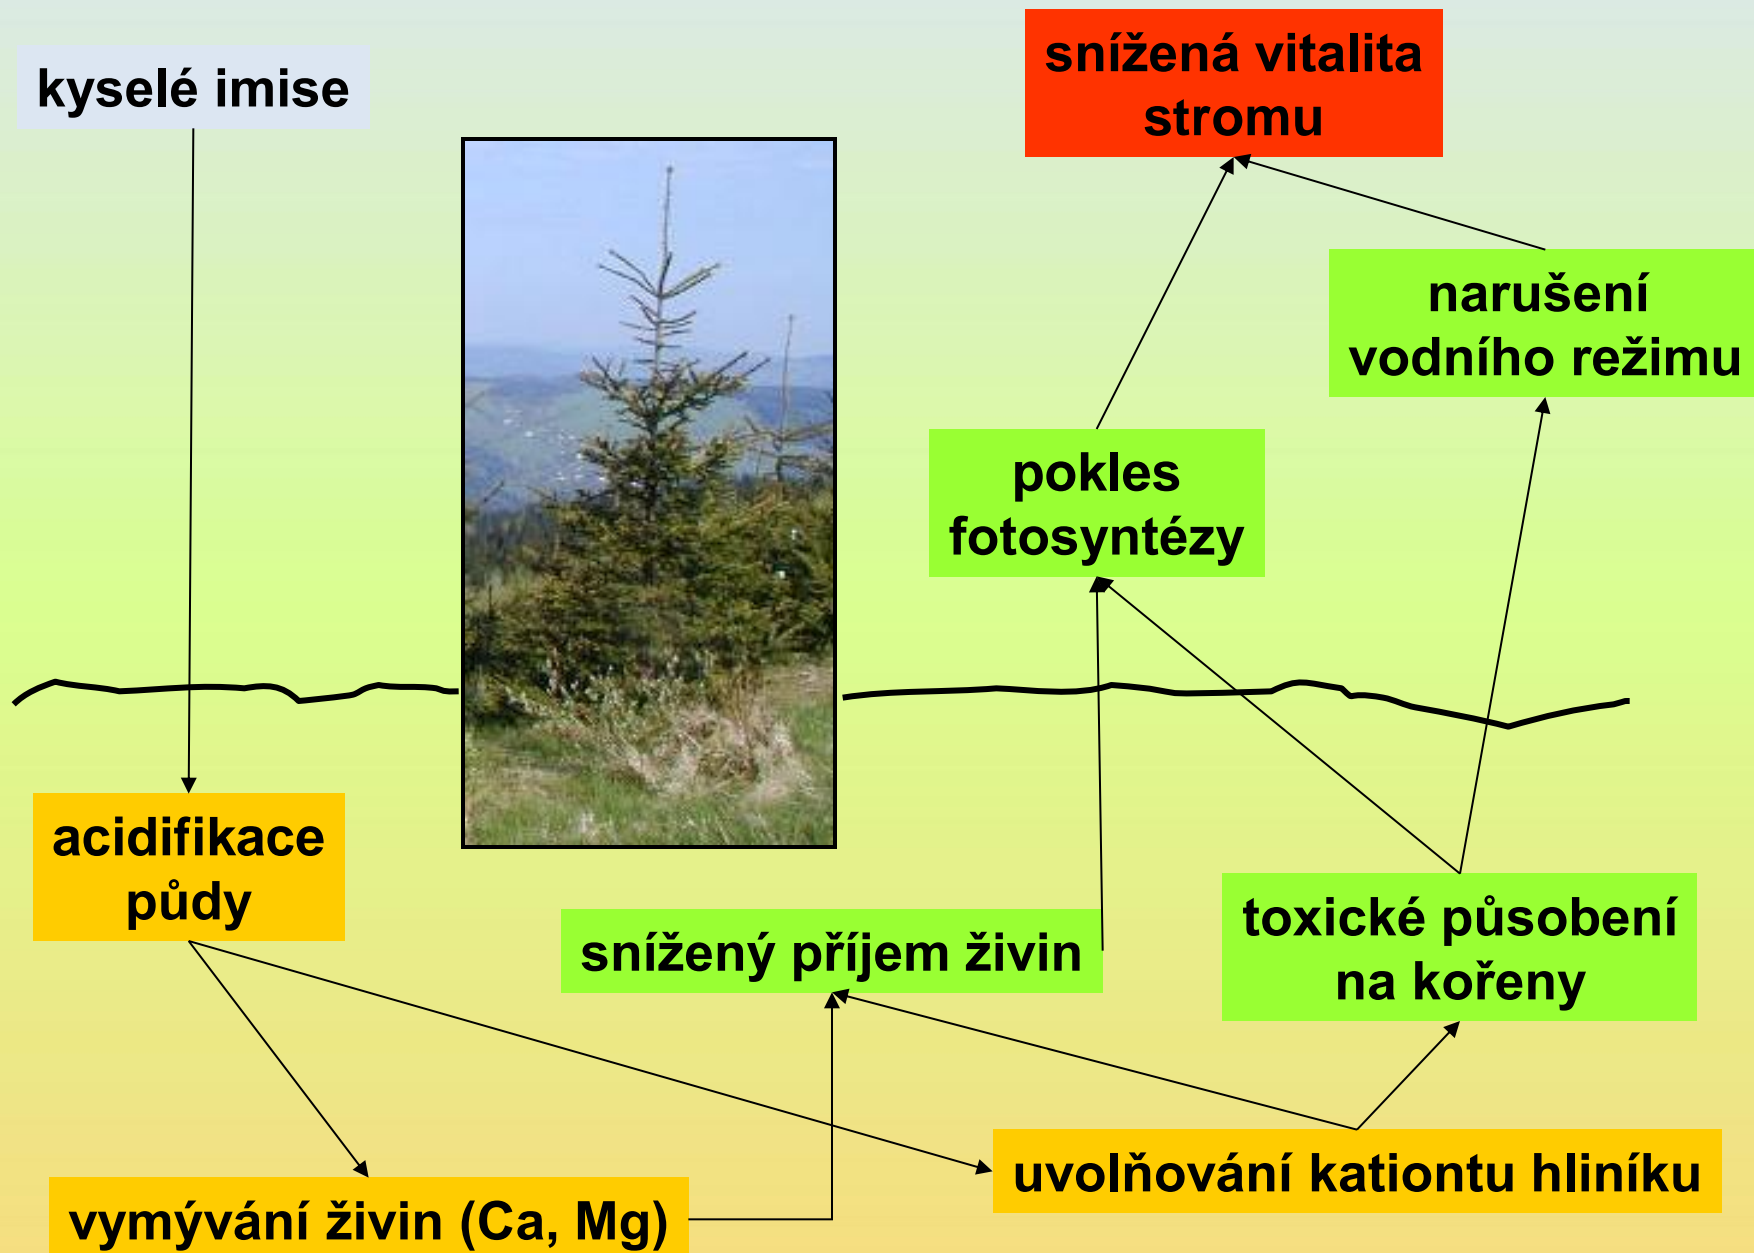 kyselé imise
snížená vitalita
stromu
narušení
vodního režimu
pokles
fotosyntézy
acidifikace
půdy
snížený příjem živin
toxické působení
na kořeny
uvolňování kationtu hliníku
vymývání živin (Ca, Mg)